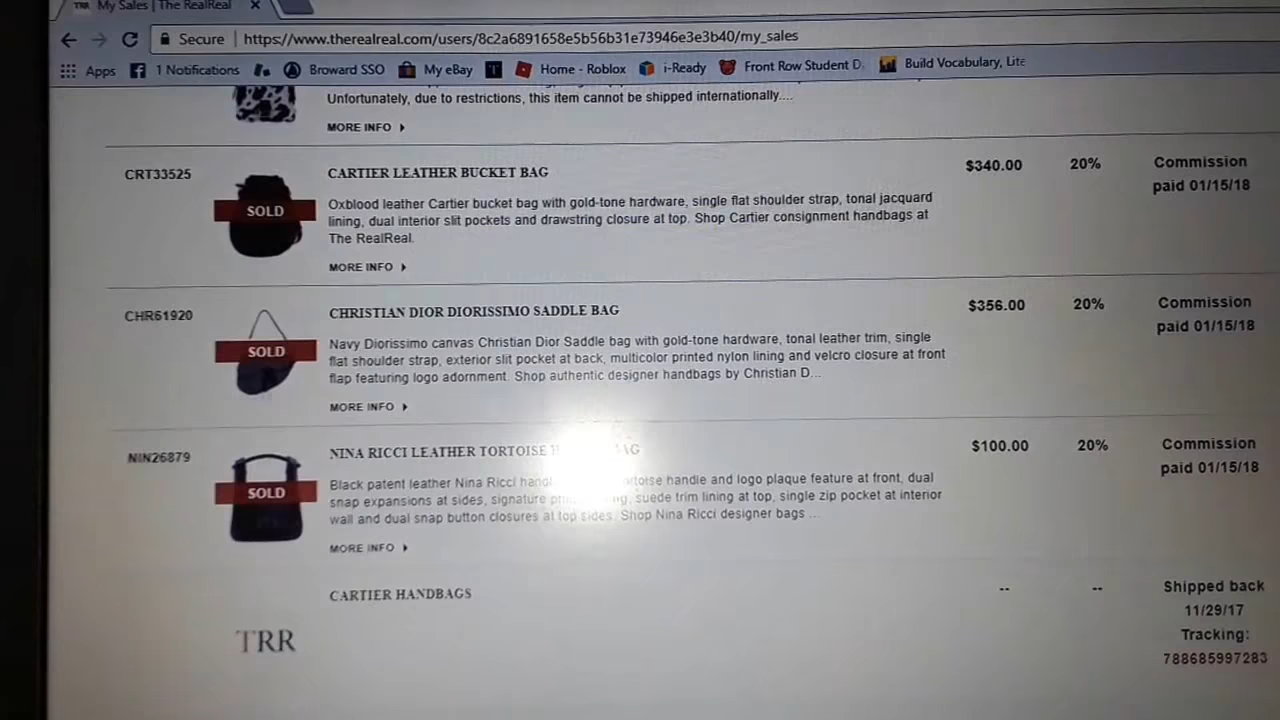 TRR My Sales | The RealReal
Secure https://www.therealreal.com/users/8c2a6891658e5b56b31e73946e3e3b40/my_sales
Apps 1 Notifications Broward SSO My eBay T Home - Roblox i-Ready Front Row Student D. Build Vocabulary, Lite
Unfortunately, due to restrictions, this item cannot be shipped internationally....
MORE INFO
CRT33525 CARTIER LEATHER BUCKET BAG $340.00 20% Commission paid 01/15/18
SOLD
Oxblood leather Cartier bucket bag with gold-tone hardware, single flat shoulder strap, tonal jacquard
lining, dual interior slit pockets and drawstring closure at top. Shop Cartier consignment handbags at
The RealReal.
MORE INFO
CHR61920 CHRISTIAN DIOR DIORISSIMO SADDLE BAG $356.00 20% Commission paid 01/15/18
SOLD
Navy Diorissimo canvas Christian Dior Saddle bag with gold-tone hardware, tonal leather trim, single
flat shoulder strap, exterior slit pocket at back, multicolor printed nylon lining and velcro closure at front
flap featuring logo adornment. Shop authentic designer handbags by Christian D...
MORE INFO
NIN26879 NINA RICCI LEATHER TORTOISE $100.00 20% Commission paid 01/15/18
SOLD
Black patent leather Nina Ricci handle and logo plaque feature at front, dual
snap expansions at sides, signature suede trim lining at top, single zip pocket at interior
wall and dual snap button closures at top sides. Shop Nina Ricci designer bags ...
MORE INFO
CARTIER HANDBAGS -- -- Shipped back
11/29/17
Tracking:
788685997283
TRR